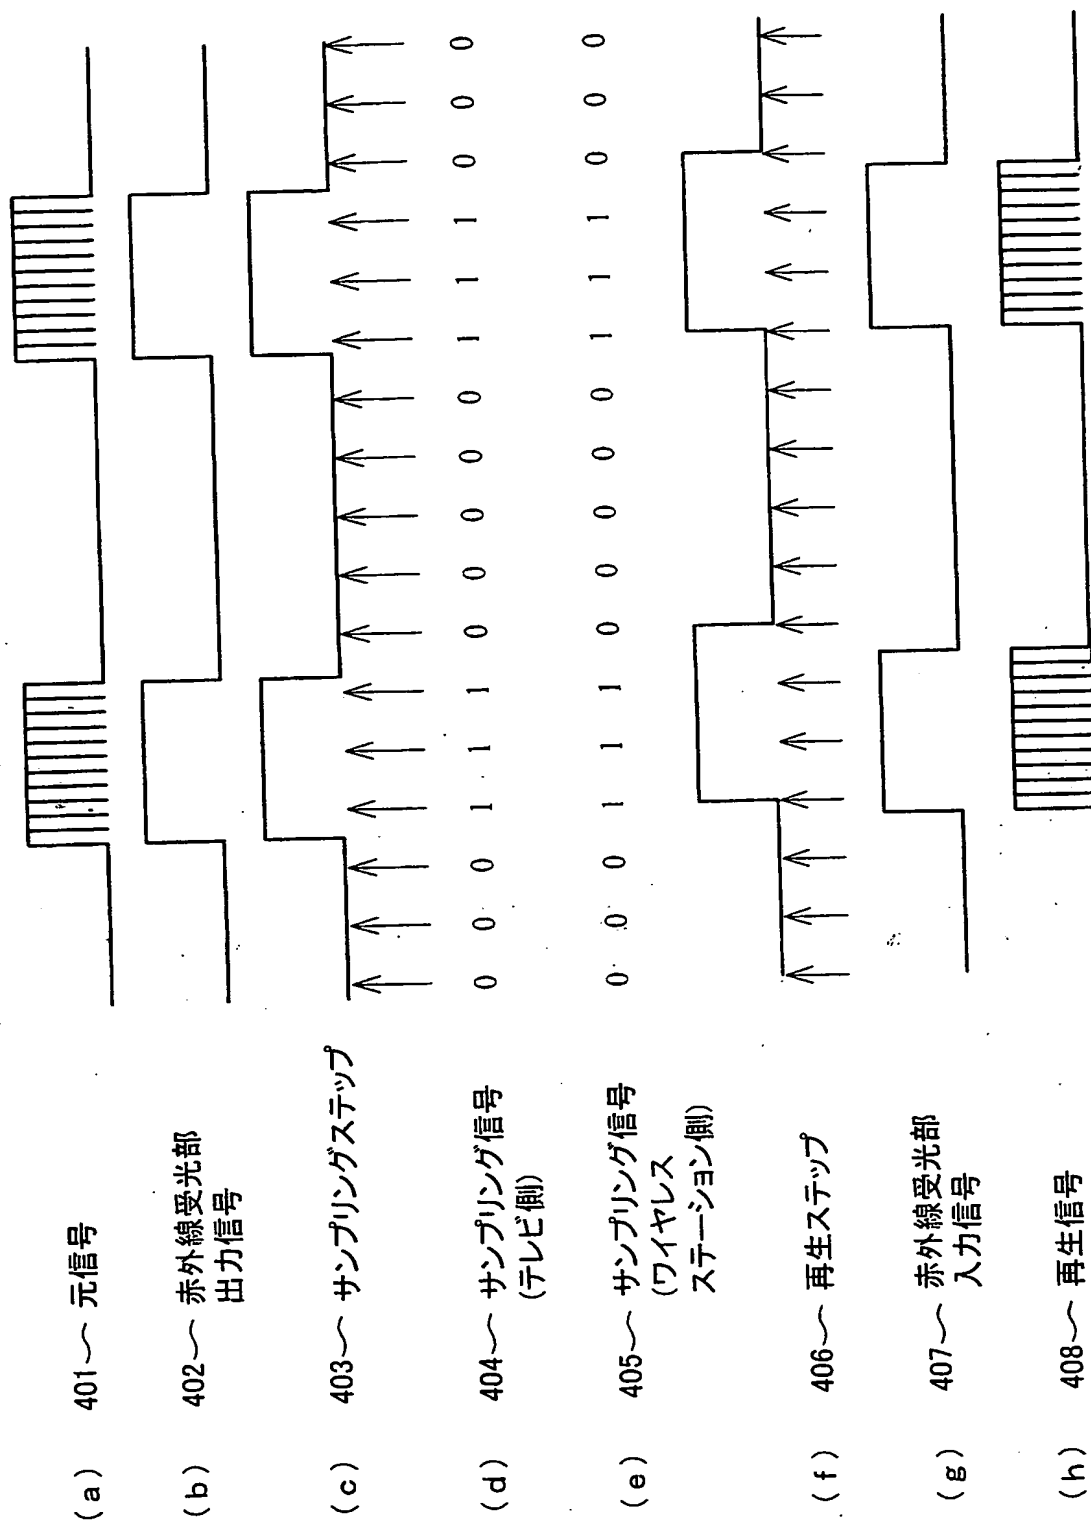 (a) 401～ 元信号
(b) 402～ 赤外線受光部
出力信号
(c) 403～ サンプリングステップ
(d) 404～ サンプリング信号 0 0 0 1 1 1 0 0 0 0 0 1 1 1 0 0 0
(テレビ側)
(e) 405～ サンプリング信号 0 0 0 1 1 1 0 0 0 0 0 1 1 1 0 0 0
(ワイヤレス
ステーション側)
(f) 406～ 再生ステップ
(g) 407～ 赤外線受光部
入力信号
(h) 408～ 再生信号